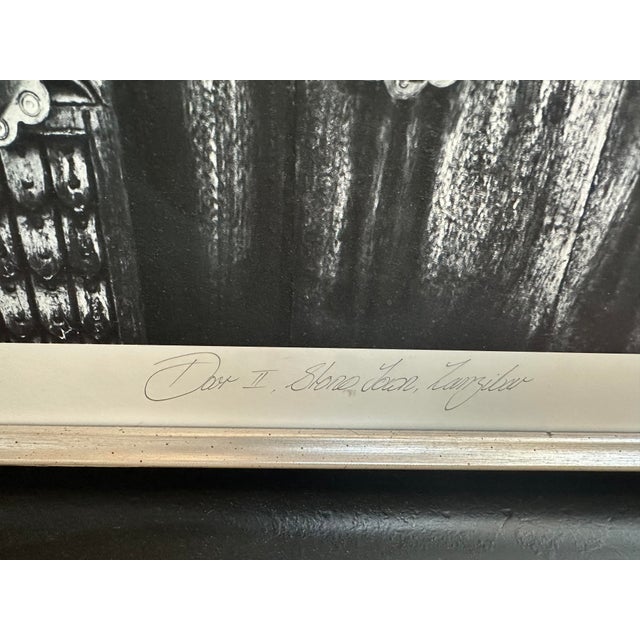 Door II, Stone Town, Zanzibar